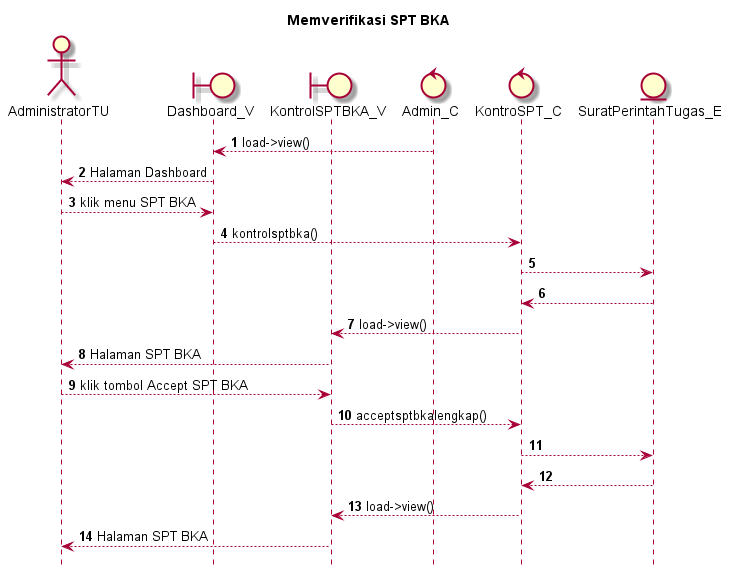 Memverifikasi SPT BKA
AdministratorTU Dashboard_V KontrolSPTBKA_V Admin_C KontroSPT_C SuratPerintahTugas_E
1 load->view()
2 Halaman Dashboard
3 klik menu SPT BKA
4 kontrolsptbka()
5
6
7 load->view()
8 Halaman SPT BKA
9 klik tombol Accept SPT BKA
10 acceptsptbkalengkap()
11
12
13 load->view()
14 Halaman SPT BKA